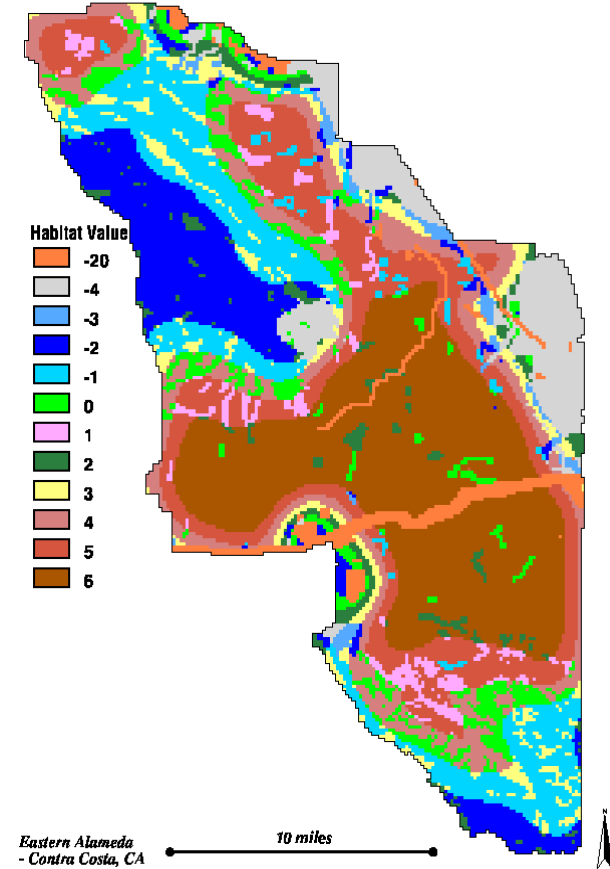 Habitat Value
-20
-4
-3
-2
-1
0
1
2
3
4
5
6
Eastern Alameda
- Contra Costa, CA
10 miles
N